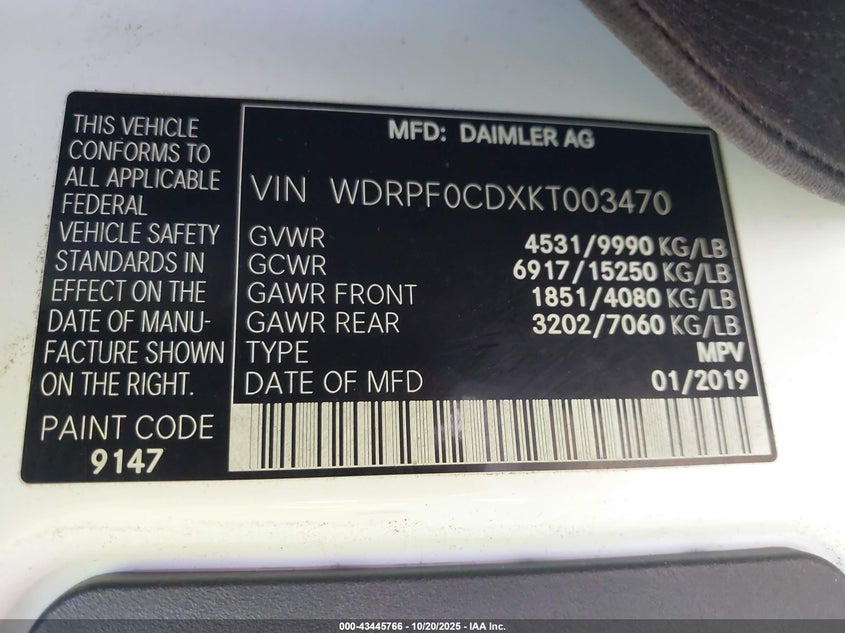 THIS VEHICLE
CONFORMS TO
ALL APPLICABLE
FEDERAL
VEHICLE SAFETY
STANDARDS IN
EFFECT ON THE
DATE OF MANU-
FACTURE SHOWN
ON THE RIGHT.
PAINT CODE
9147
MFD: DAIMLER AG
VIN WDRPF0CDXKT003470
GVWR 4531/9990 KG/LB
GCWR 6917/15250 KG/LB
GAWR FRONT 1851/4080 KG/LB
GAWR REAR 3202/7060 KG/LB
TYPE MPV
DATE OF MFD 01/2019
000-43445766 - 10/20/2025 - IAA Inc.